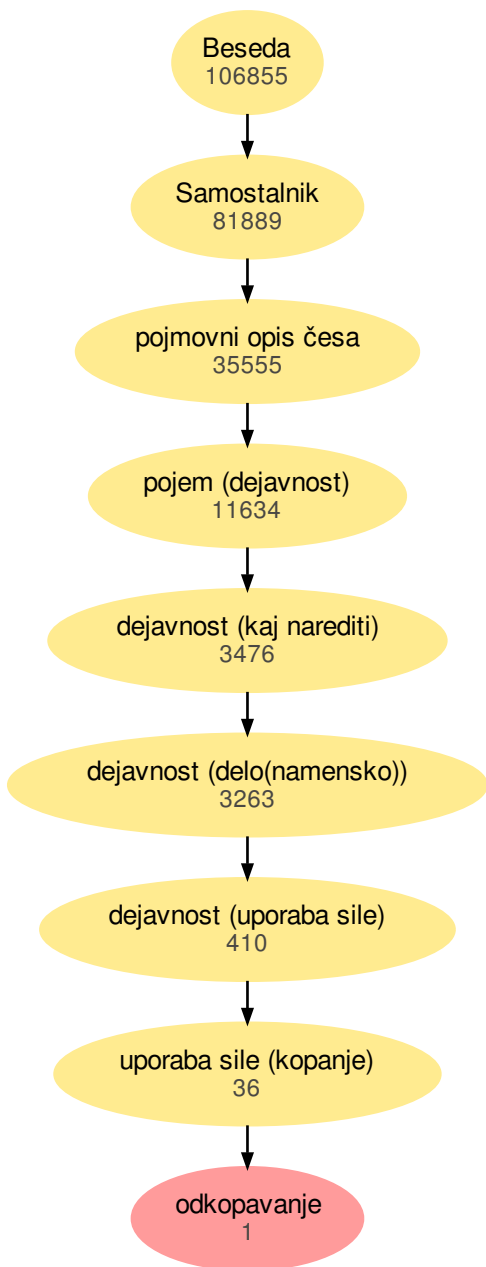 Beseda
106855
Samostalnik
81889
pojmovni opis česa
35555
pojem (dejavnost)
11634
dejavnost (kaj narediti)
3476
dejavnost (delo(namensko))
3263
dejavnost (uporaba sile)
410
uporaba sile (kopanje)
36
odkopavanje
1